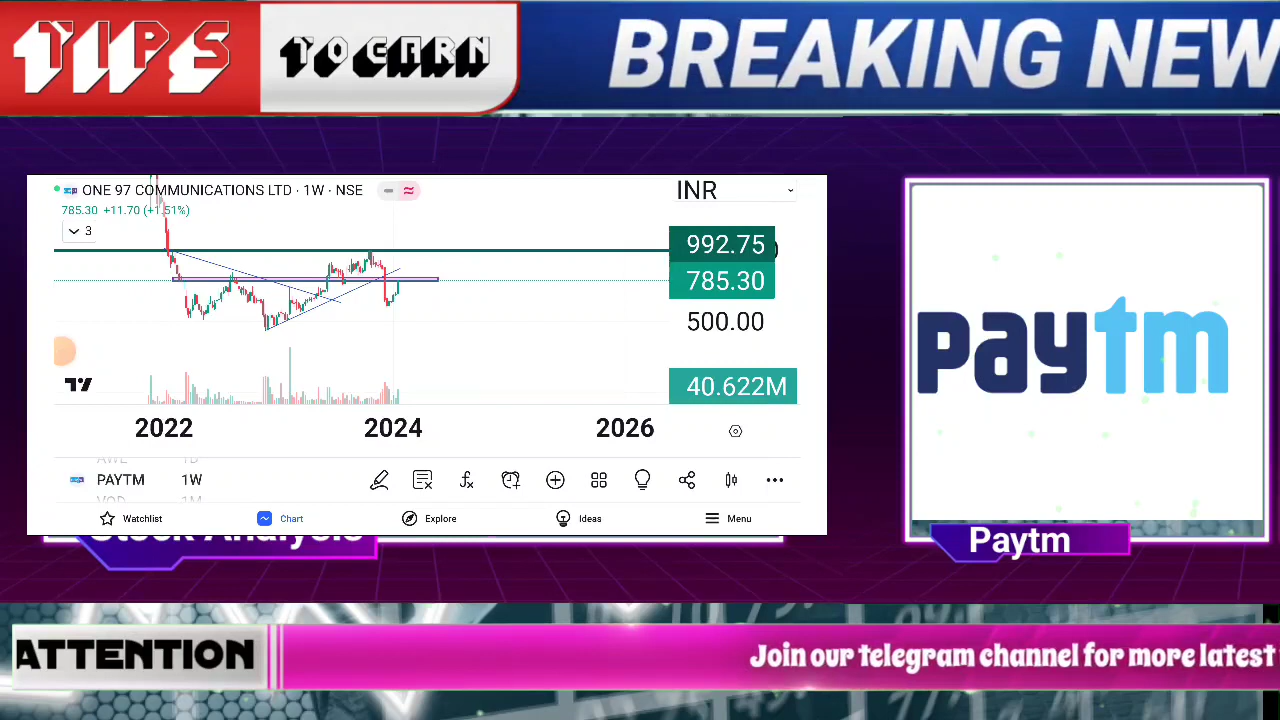 TIPS
TO EARN
BREAKING NEW
ONE 97 COMMUNICATIONS LTD · 1W · NSE
785.30 +11.70 (+1.51%)
3
INR
992.75
785.30
500.00
40.622M
2022
2024
2026
PAYTM 1W
Watchlist
Chart
Explore
Ideas
Menu
paytm
Stock Analysis
Paytm
ATTENTION
Join our telegram channel for more latest